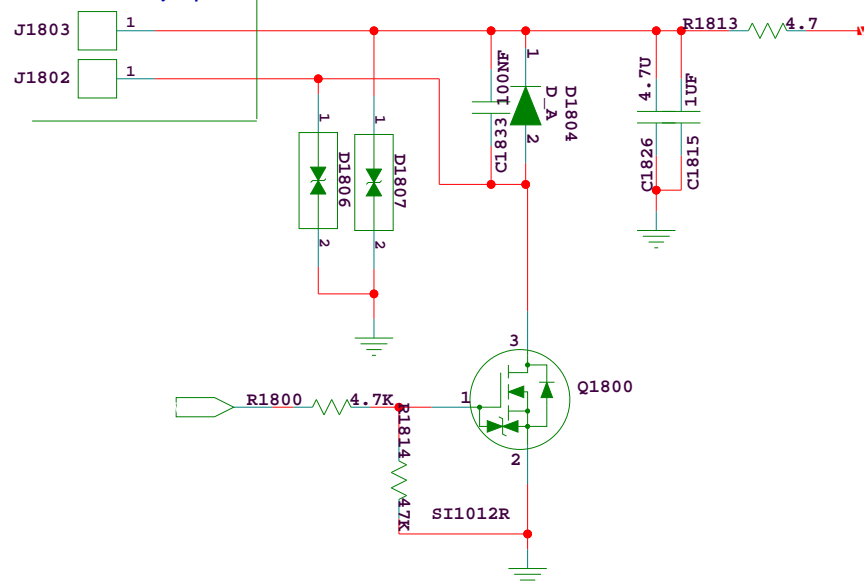 J1803
1
R1813
4.7
J1802
1
1
4.7U
1UF
100NF
D_A
D1804
1
1
2
C1833
C1826
C1815
D1806
D1807
2
2
3
Q1800
R1800
4.7K
1
R1814
2
47K
SI1012R